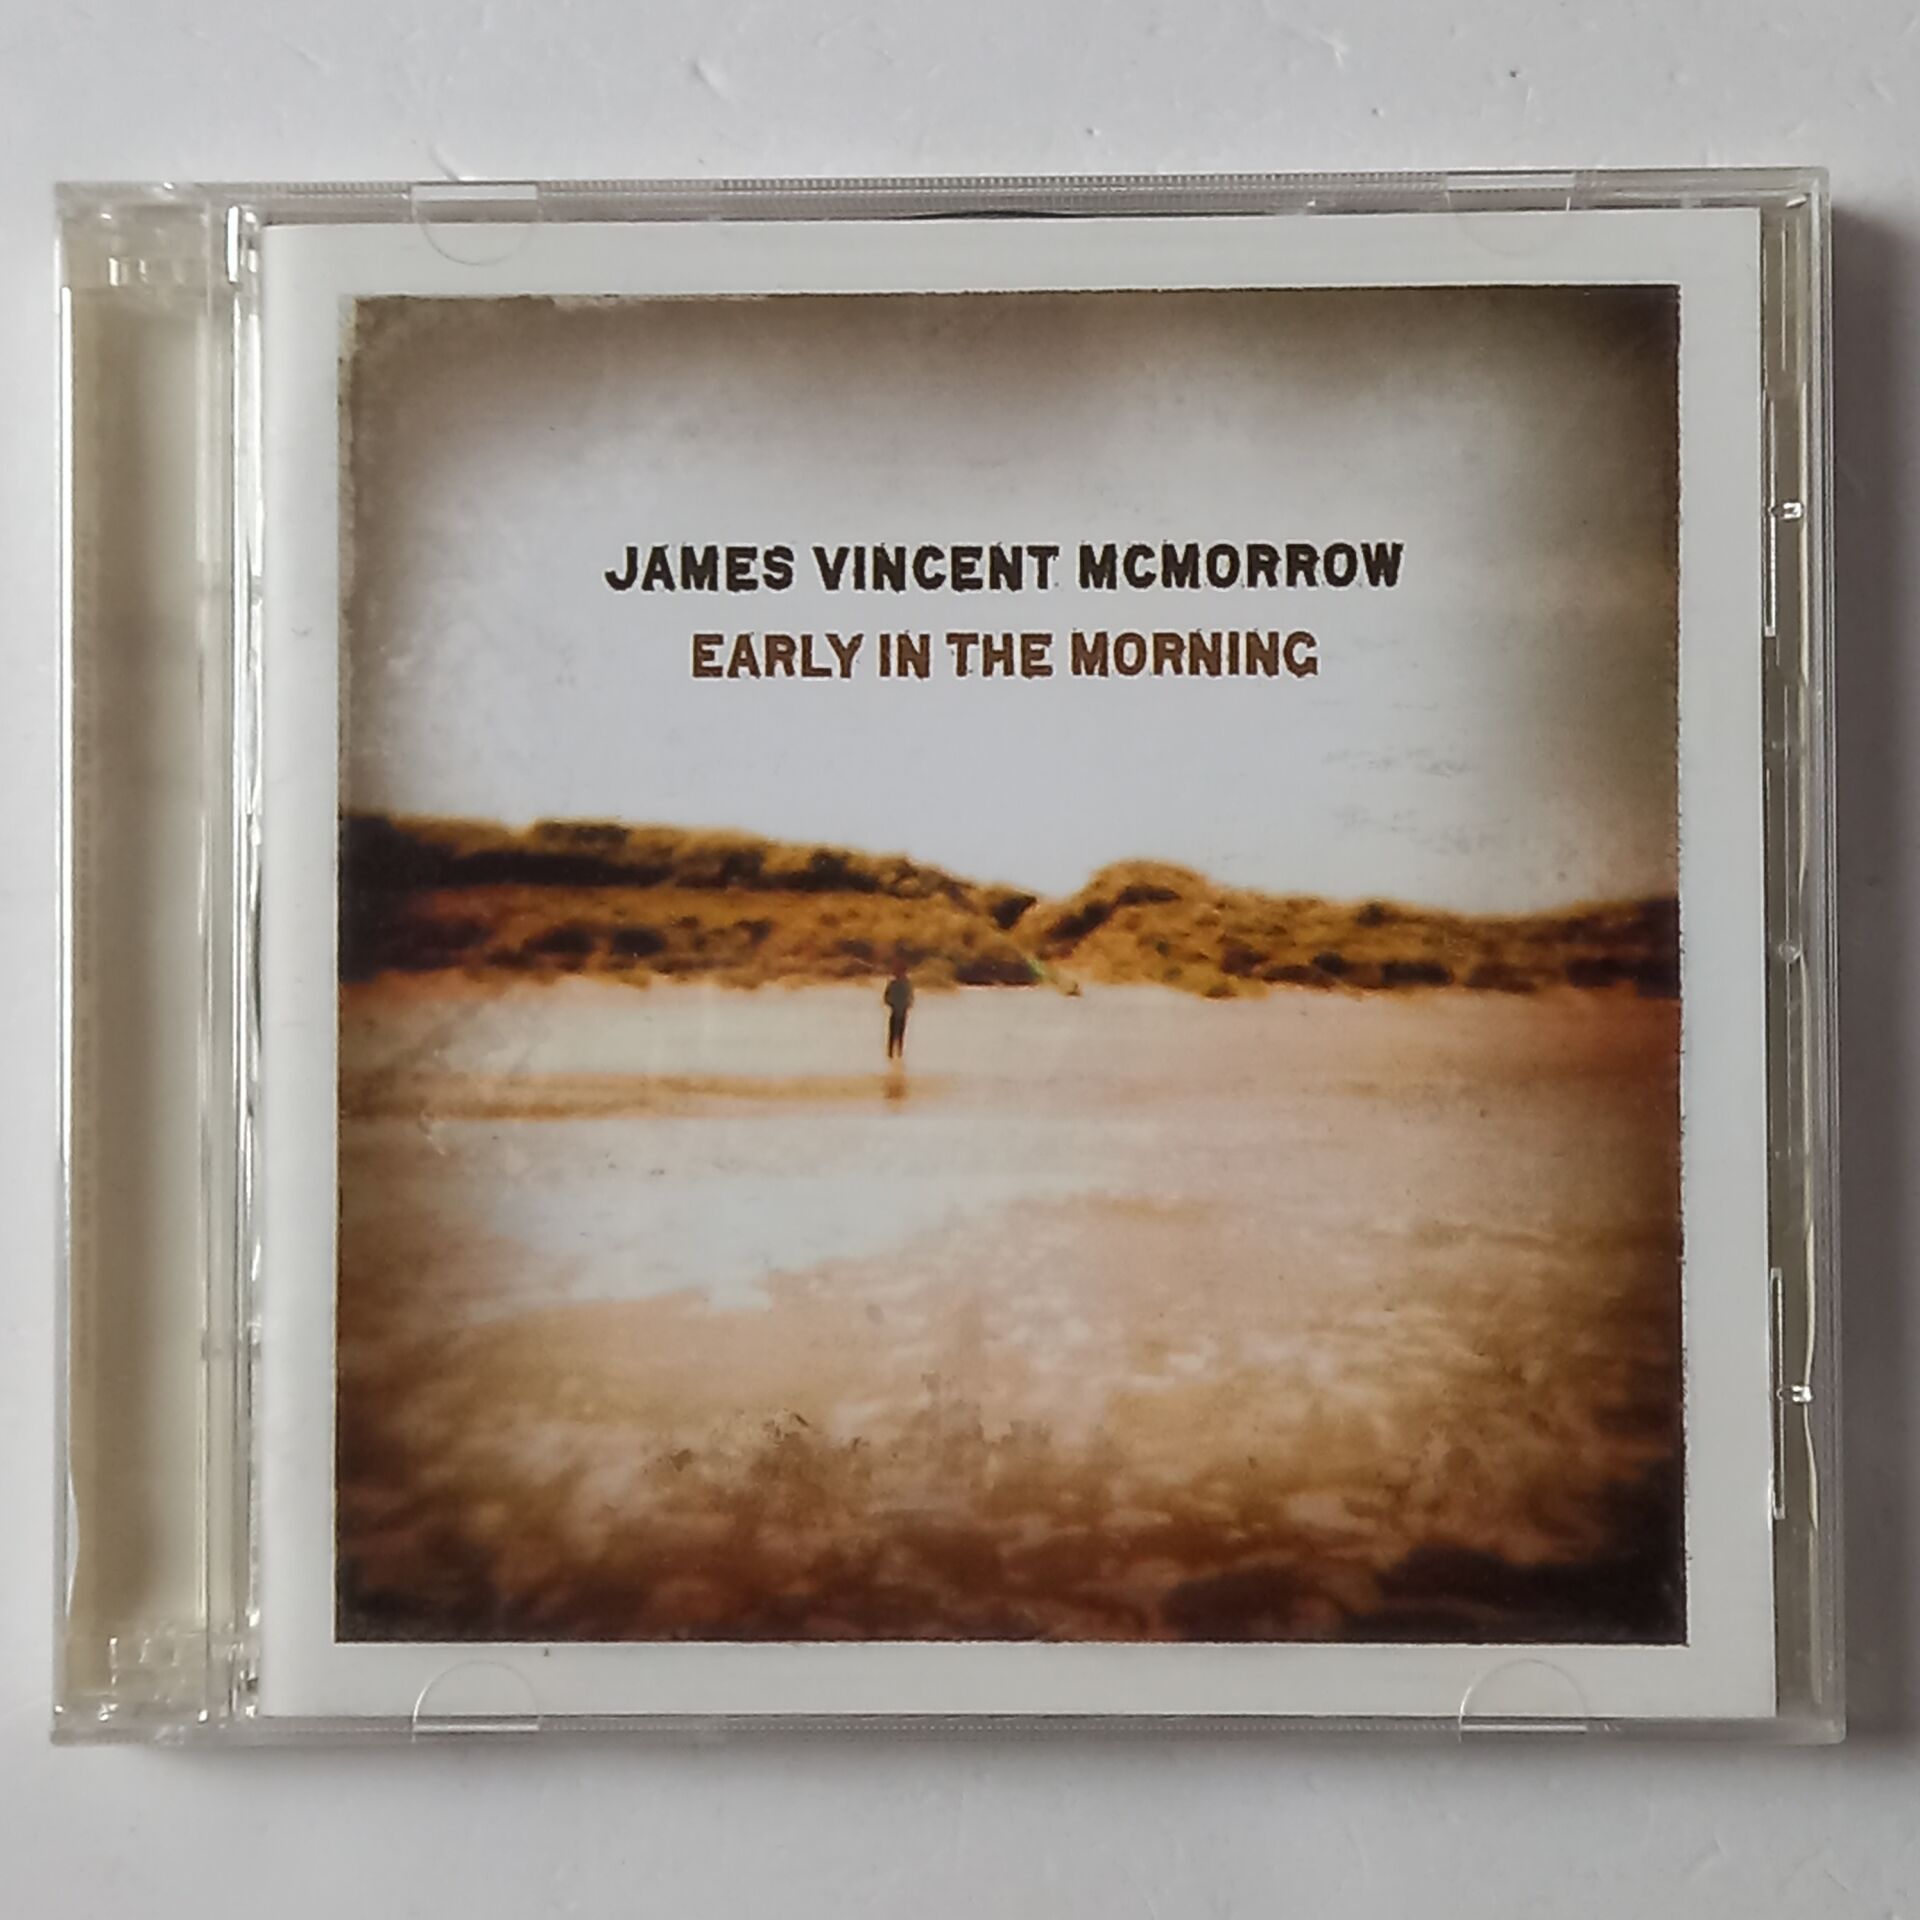 JAMES VINCENT MCMORROW
EARLY IN THE MORNING